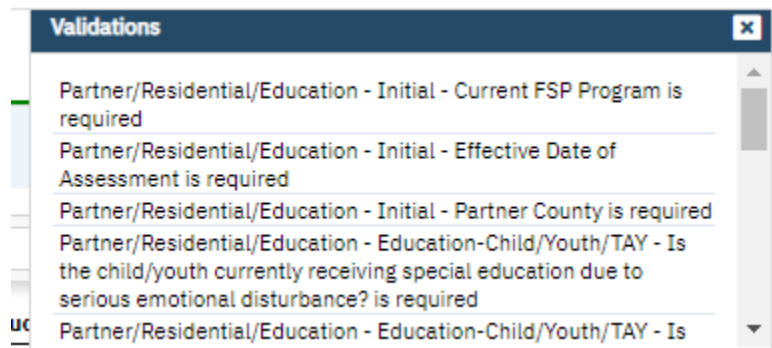 Validations
Partner/Residential/Education - Initial - Current FSP Program is
required
Partner/Residential/Education - Initial - Effective Date of
Assessment is required
Partner/Residential/Education - Initial - Partner County is required
Partner/Residential/Education - Education-Child/Youth/TAY - Is
the child/youth currently receiving special education due to
serious emotional disturbance? is required
Partner/Residential/Education - Education-Child/Youth/TAY - Is